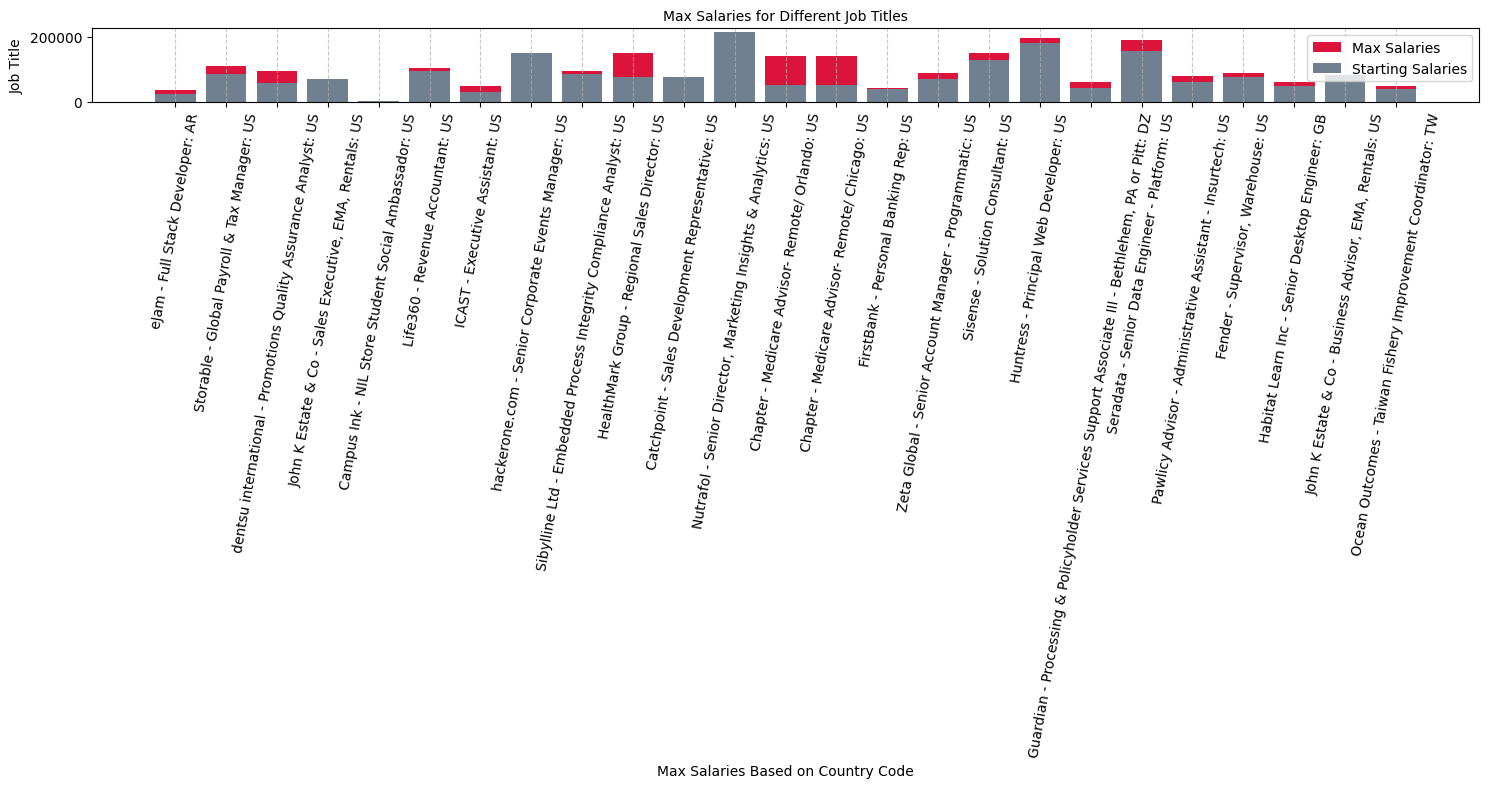 Max Salaries for Different Job Titles
Job Title
200000
0
Max Salaries
Starting Salaries
eJam - Full Stack Developer: AR
Storable - Global Payroll & Tax Manager: US
dentsu international - Promotions Quality Assurance Analyst: US
John K Estate & Co - Sales Executive, EMA, Rentals: US
Campus Ink - NIL Store Student Social Ambassador: US
Life360 - Revenue Accountant: US
ICAST - Executive Assistant: US
hackerone.com - Senior Corporate Events Manager: US
Sibylline Ltd - Embedded Process Integrity Compliance Analyst: US
HealthMark Group - Regional Sales Director: US
Catchpoint - Sales Development Representative: US
Nutrafol - Senior Director, Marketing Insights & Analytics: US
Chapter - Medicare Advisor- Remote/ Orlando: US
Chapter - Medicare Advisor- Remote/ Chicago: US
FirstBank - Personal Banking Rep: US
Zeta Global - Senior Account Manager - Programmatic: US
Sisense - Solution Consultant: US
Huntress - Principal Web Developer: US
Guardian - Processing & Policyholder Services Support Associate III - Bethlehem, PA or Pitt: DZ
Seradata - Senior Data Engineer - Platform: US
Pawlicy Advisor - Administrative Assistant - Insurtech: US
Fender - Supervisor, Warehouse: US
Habitat Learn Inc - Senior Desktop Engineer: GB
John K Estate & Co - Business Advisor, EMA, Rentals: US
Ocean Outcomes - Taiwan Fishery Improvement Coordinator: TW
Max Salaries Based on Country Code